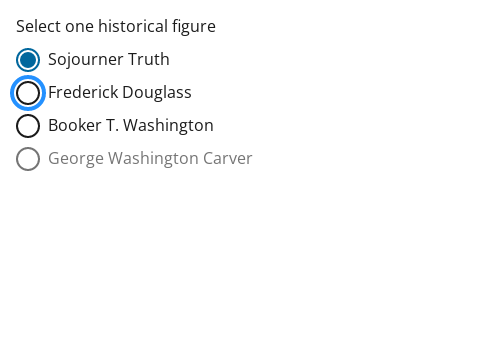 Select one historical figure
Sojourner Truth
Frederick Douglass
Booker T. Washington
George Washington Carver